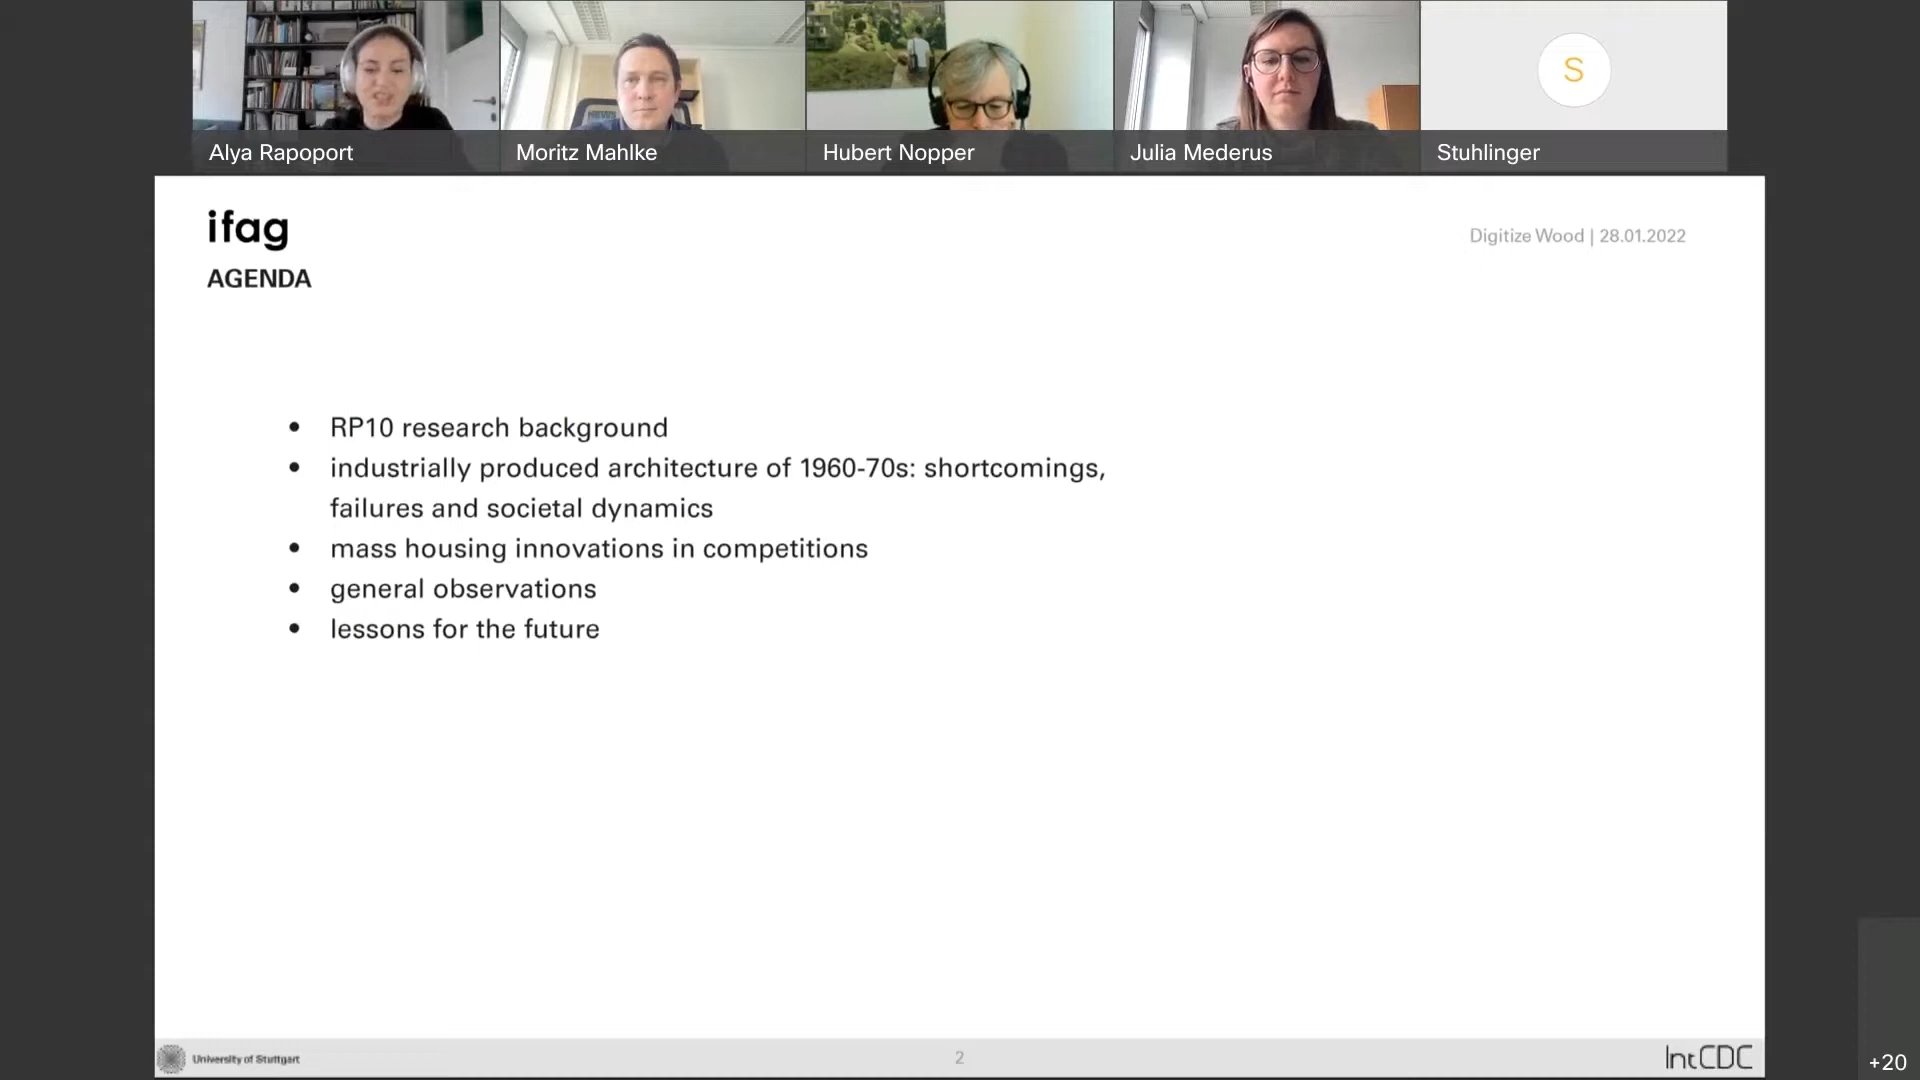 Alya Rapoport
Moritz Mahlke
Hubert Nopper
Julia Mederus
S
Stuhlinger
ifag
Digitize Wood | 28.01.2022
AGENDA
• RP10 research background
• industrially produced architecture of 1960-70s: shortcomings,
failures and societal dynamics
• mass housing innovations in competitions
• general observations
• lessons for the future
University of Stuttgart
2
IntCDC
+20